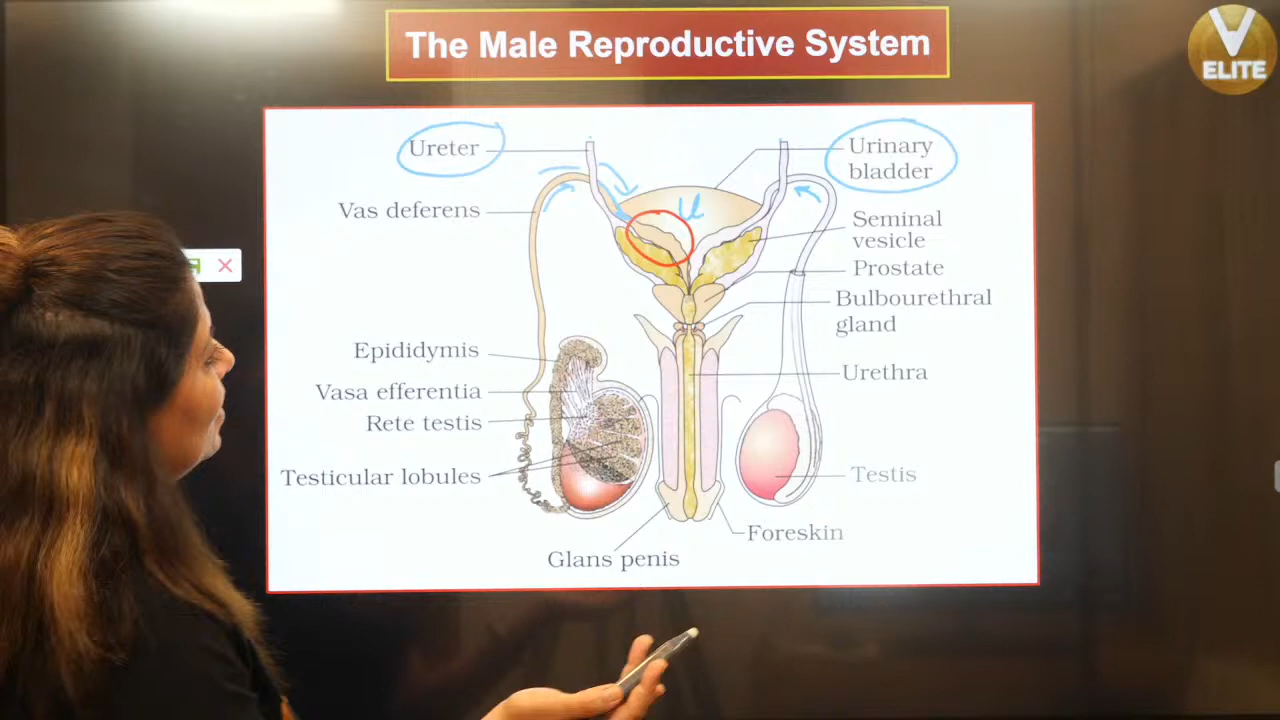 The Male Reproductive System
V
ELITE
Ureter
Urinary
bladder
Vas deferens
Seminal
vesicle
Prostate
Bulbourethral
gland
Epididymis
Vasa efferentia
Urethra
Rete testis
Testicular lobules
Testis
Foreskin
Glans penis